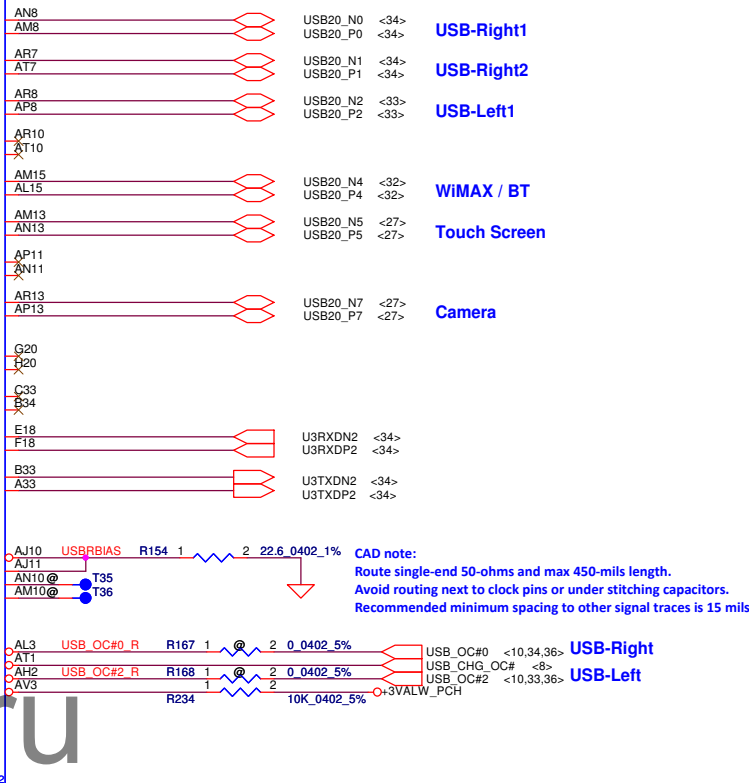 AN8 USB20_N0 <34>
AM8 USB20_P0 <34> USB-Right1
AR7 USB20_N1 <34>
AT7 USB20_P1 <34> USB-Right2
AR8 USB20_N2 <33>
AP8 USB20_P2 <33> USB-Left1
AR10
AT10
AM15 USB20_N4 <32>
AL15 USB20_P4 <32> WiMAX / BT
AM13 USB20_N5 <27>
AN13 USB20_P5 <27> Touch Screen
AP11
AN11
AR13 USB20_N7 <27>
AP13 USB20_P7 <27> Camera
G20
H20
C33
B34
E18 U3RXDN2 <34>
F18 U3RXDP2 <34>
B33 U3TXDN2 <34>
A33 U3TXDP2 <34>
AJ10 USBRBIAS R154 1 2 22.6_0402_1% CAD note:
AJ11 Route single-end 50-ohms and max 450-mils length.
AN10 @ T35 Avoid routing next to clock pins or under stitching capacitors.
AM10 @ T36 Recommended minimum spacing to other signal traces is 15 mils
AL3 USB_OC#0_R R167 1 @ 2 0_0402_5% USB_OC#0 <10,34,36> USB-Right
AT1 USB_CHG_OC# <8>
AH2 USB_OC#2_R R168 1 @ 2 0_0402_5% USB_OC#2 <10,33,36> USB-Left
AV3 1 2 +3VALW_PCH
R234 10K_0402_5%
ru